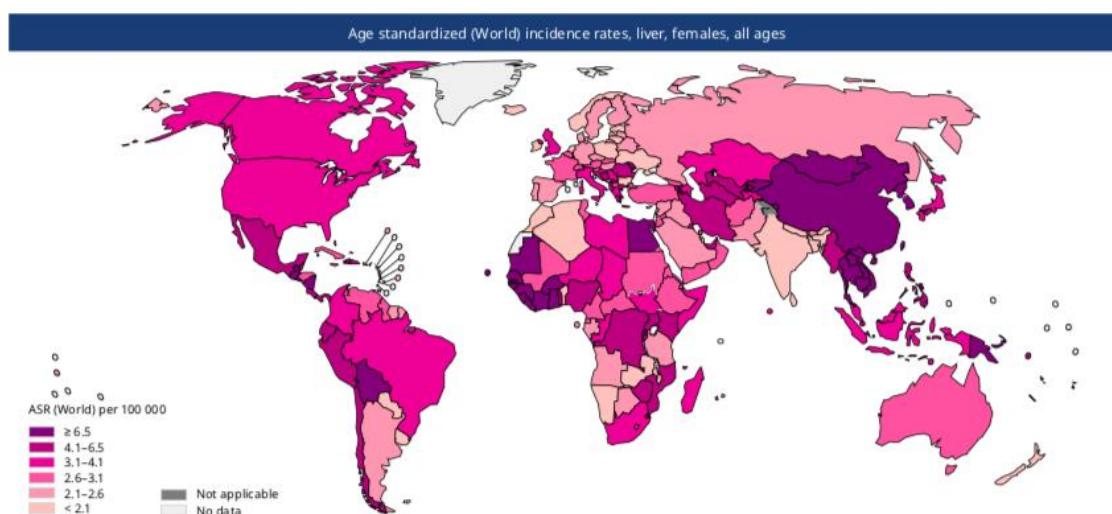 Age standardized (World) incidence rates, liver, females, all ages
ASR (World) per 100 000
≥ 6.5
4.1–6.5
3.1–4.1
2.6–3.1
2.1–2.6
< 2.1
Not applicable
No data